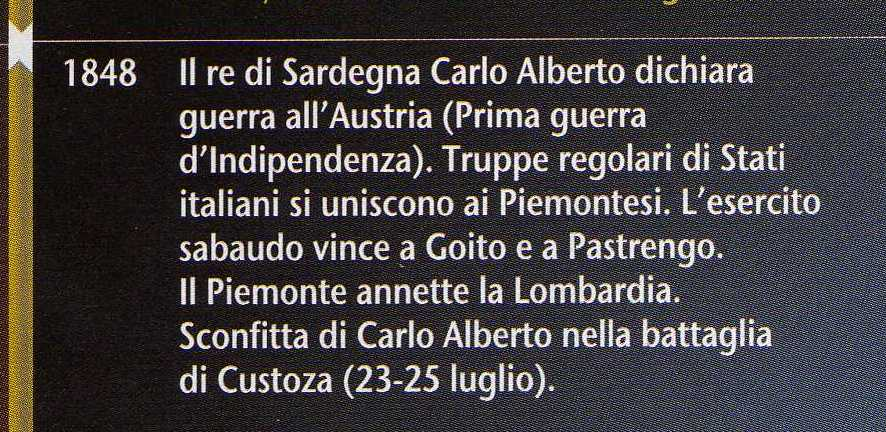 1848 Il re di Sardegna Carlo Alberto dichiara
guerra all'Austria (Prima guerra
d'Indipendenza). Truppe regolari di Stati
italiani si uniscono ai Piemontesi. L'esercito
sabaudo vince a Goito e a Pastrengo.
Il Piemonte annette la Lombardia.
Sconfitta di Carlo Alberto nella battaglia
di Custoza (23-25 luglio).